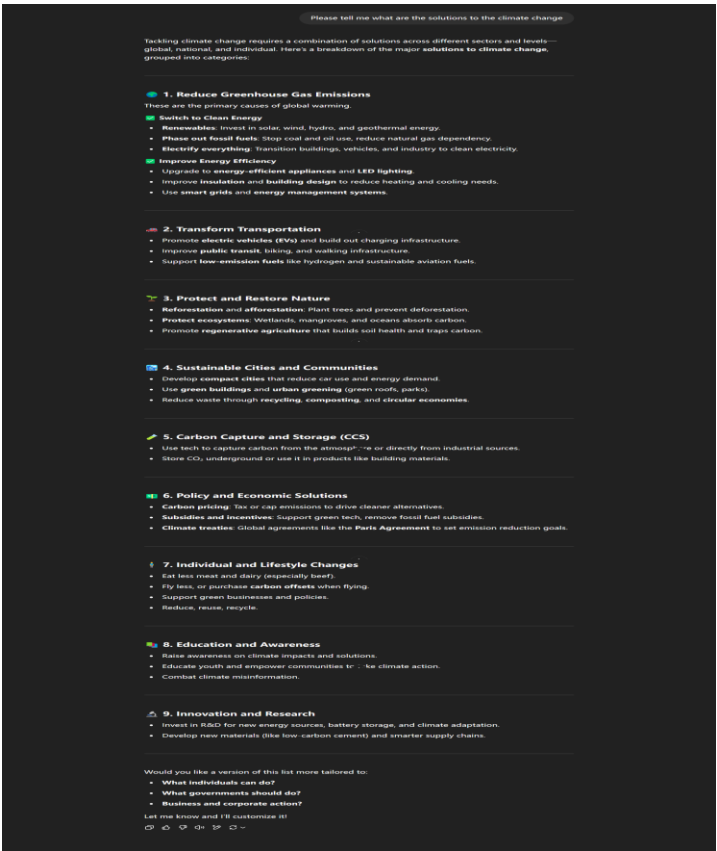 Please tell me what are the solutions to the climate change
Tackling climate change requires a combination of solutions across different sectors and levels—
global, national, and individual. Here's a breakdown of the major solutions to climate change,
grouped into categories:
1. Reduce Greenhouse Gas Emissions
These are the primary causes of global warming.
Switch to Clean Energy
• Renewables: Invest in solar, wind, hydro, and geothermal energy.
• Phase out fossil fuels: Stop coal and oil use, reduce natural gas dependency.
• Electrify everything: Transition buildings, vehicles, and industry to clean electricity.
Improve Energy Efficiency
• Upgrade to energy-efficient appliances and LED lighting.
• Improve insulation and building design to reduce heating and cooling needs.
• Use smart grids and energy management systems.
2. Transform Transportation
• Promote electric vehicles (EVs) and build out charging infrastructure.
• Improve public transit, biking, and walking infrastructure.
• Support low-emission fuels like hydrogen and sustainable aviation fuels.
3. Protect and Restore Nature
• Reforestation and afforestation: Plant trees and prevent deforestation.
• Protect ecosystems: Wetlands, mangroves, and oceans absorb carbon.
• Promote regenerative agriculture that builds soil health and traps carbon.
4. Sustainable Cities and Communities
• Develop compact cities that reduce car use and energy demand.
• Use green buildings and urban greening (green roofs, parks).
• Reduce waste through recycling, composting, and circular economies.
5. Carbon Capture and Storage (CCS)
• Use tech to capture carbon from the or directly from industrial sources.
• Store CO₂ underground or use it in products like building materials.
6. Policy and Economic Solutions
• Carbon pricing: Tax or cap emissions to drive cleaner alternatives.
• Subsidies and incentives: Support green tech, remove fossil fuel subsidies.
• Climate treaties: Global agreements like the Paris Agreement to set emission reduction goals.
7. Individual and Lifestyle Changes
• Eat less meat and dairy (especially beef).
• Fly less, or purchase carbon offsets when flying.
• Support green businesses and policies.
• Reduce, reuse, recycle.
8. Education and Awareness
• Raise awareness on climate impacts and solutions.
• Educate youth and empower communities climate action.
• Combat climate misinformation.
9. Innovation and Research
• Invest in R&D for new energy sources, battery storage, and climate adaptation.
• Develop new materials (like low-carbon cement) and smarter supply chains.
Would you like a version of this list more tailored to:
• What individuals can do?
• What governments should do?
• Business and corporate action?
Let me know and I'll customize it!